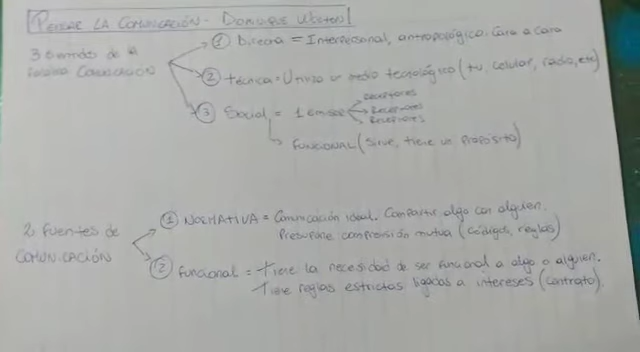 PENSAR LA COMUNICACIÓN - DOMINIQUE WOLTON
3 sentidos de la
palabra COMUNICACIÓN
① Directa = Interpersonal, antropológico. Cara a cara
② Técnica = Utiliza un medio tecnológico (tv, celular, radio, etc)
③ Social = 1 emisor
RECEPTORES
RECEPTORES
RECEPTORES
FUNCIONAL (Sirve, tiene un propósito)
2 Fuentes de
COMUNICACIÓN
① NORMATIVA = Comunicación ideal. Compartir algo con alguien.
Presupone comprensión mutua (códigos, reglas)
② Funcional = Tiene la necesidad de ser funcional a algo o alguien.
Tiene reglas estrictas ligadas a intereses (contrato).